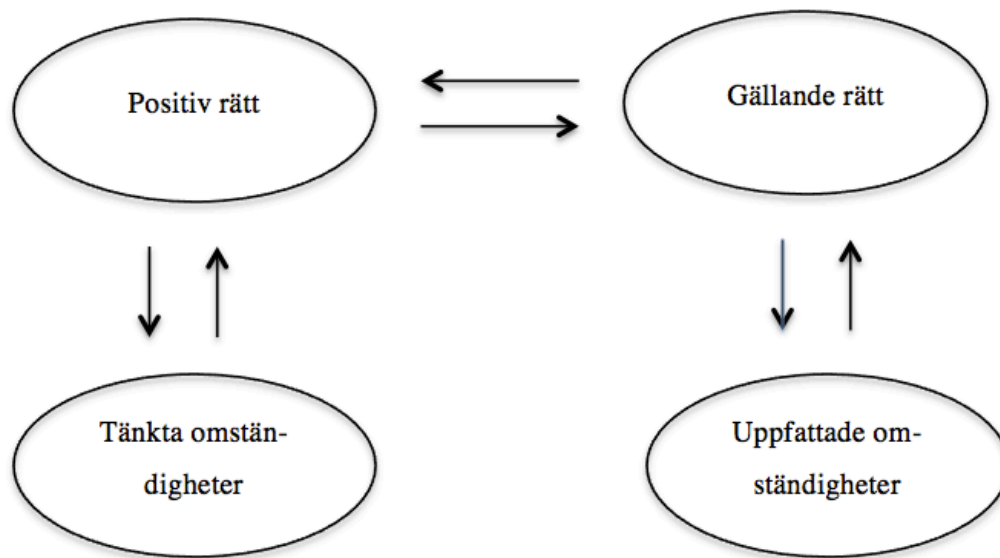 Positiv rätt
Gällande rätt
Tänkta omstän-
digheter
Uppfattade om-
ständigheter